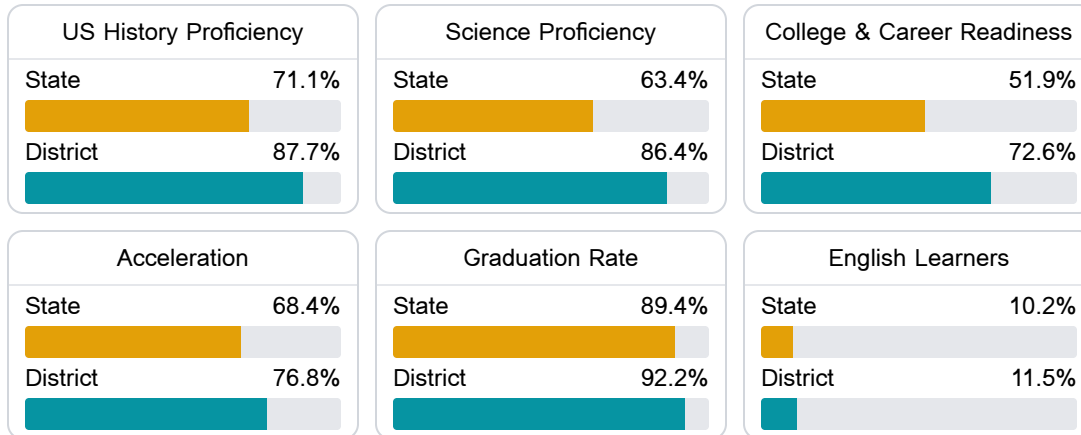 US History Proficiency
State 71.1%
District 87.7%
Science Proficiency
State 63.4%
District 86.4%
College & Career Readiness
State 51.9%
District 72.6%
Acceleration
State 68.4%
District 76.8%
Graduation Rate
State 89.4%
District 92.2%
English Learners
State 10.2%
District 11.5%